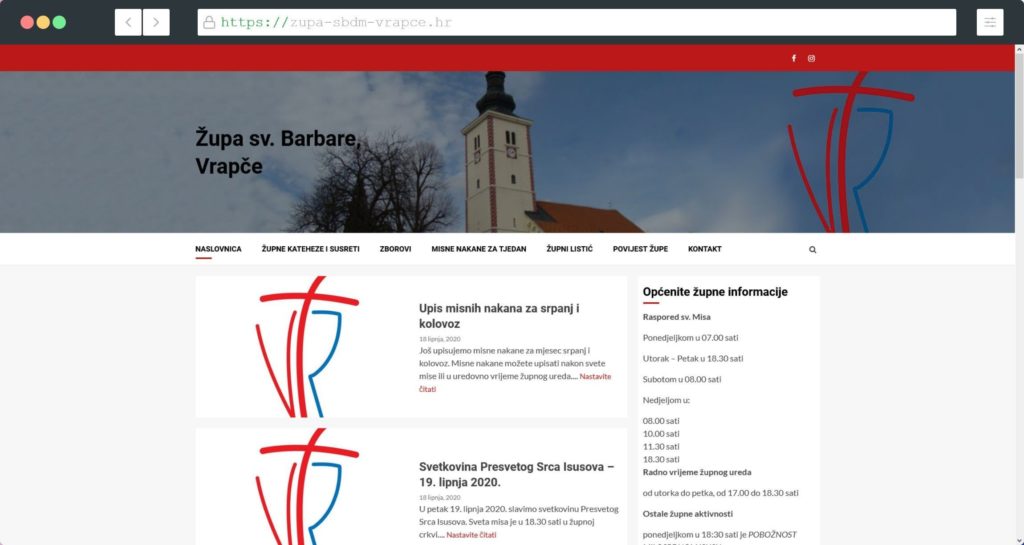 https://zupa-sbdm-vrapce.hr
Župa sv. Barbare,
Vrapče
NASLOVNICA ŽUPNE KATEHEZE I SUSRETI ZBOROVI MISNE NAKANE ZA TJEDAN ŽUPNI LISTIĆ POVIJEST ŽUPE KONTAKT
Upis misnih nakana za srpanj i
kolovoz
18 lipnja, 2020
Još upisujemo misne nakane za mjesec srpanj i
kolovoz. Misne nakane možete upisati nakon svete
mise ili u uredovno vrijeme župnog ureda.... Nastavite
čitati
Svetkovina Presvetog Srca Isusova –
19. lipnja 2020.
18 lipnja, 2020
U petak 19. lipnja 2020. slavimo svetkovinu Presvetog
Srca Isusova. Sveta misa je u 18.30 sati u župnoj
crkvi.... Nastavite čitati
Općenite župne informacije
Raspored sv. Misa
Ponedjeljkom u 07.00 sati
Utorak – Petak u 18.30 sati
Subotom u 08.00 sati
Nedjeljom u:
08.00 sati
10.00 sati
11.30 sati
18.30 sati
Radno vrijeme župnog ureda
od utorka do petka, od 17.00 do 18.30 sati
Ostale župne aktivnosti
ponedjeljkom u 18:30 sati je POBOŽNOST